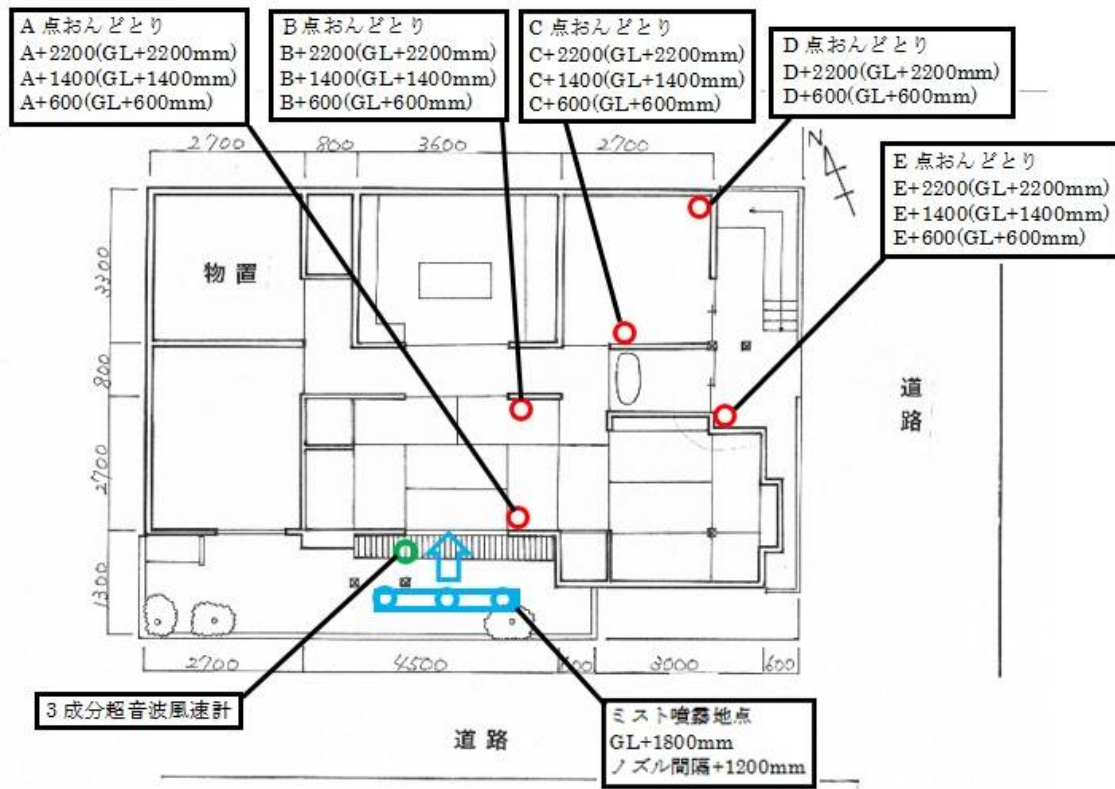 A 点おんどとり
A+2200(GL+2200mm)
A+1400(GL+1400mm)
A+600(GL+600mm)
B 点おんどとり
B+2200(GL+2200mm)
B+1400(GL+1400mm)
B+600(GL+600mm)
C 点おんどとり
C+2200(GL+2200mm)
C+1400(GL+1400mm)
C+600(GL+600mm)
D 点おんどとり
D+2200(GL+2200mm)
D+600(GL+600mm)
E 点おんどとり
E+2200(GL+2200mm)
E+1400(GL+1400mm)
E+600(GL+600mm)
2700
800
3600
2700
N
3300
物置
800
道路
2700
1300
2700
4500
600
3000
600
3 成分超音波風速計
ミスト噴霧地点
GL+1800mm
ノズル間隔+1200mm
道路